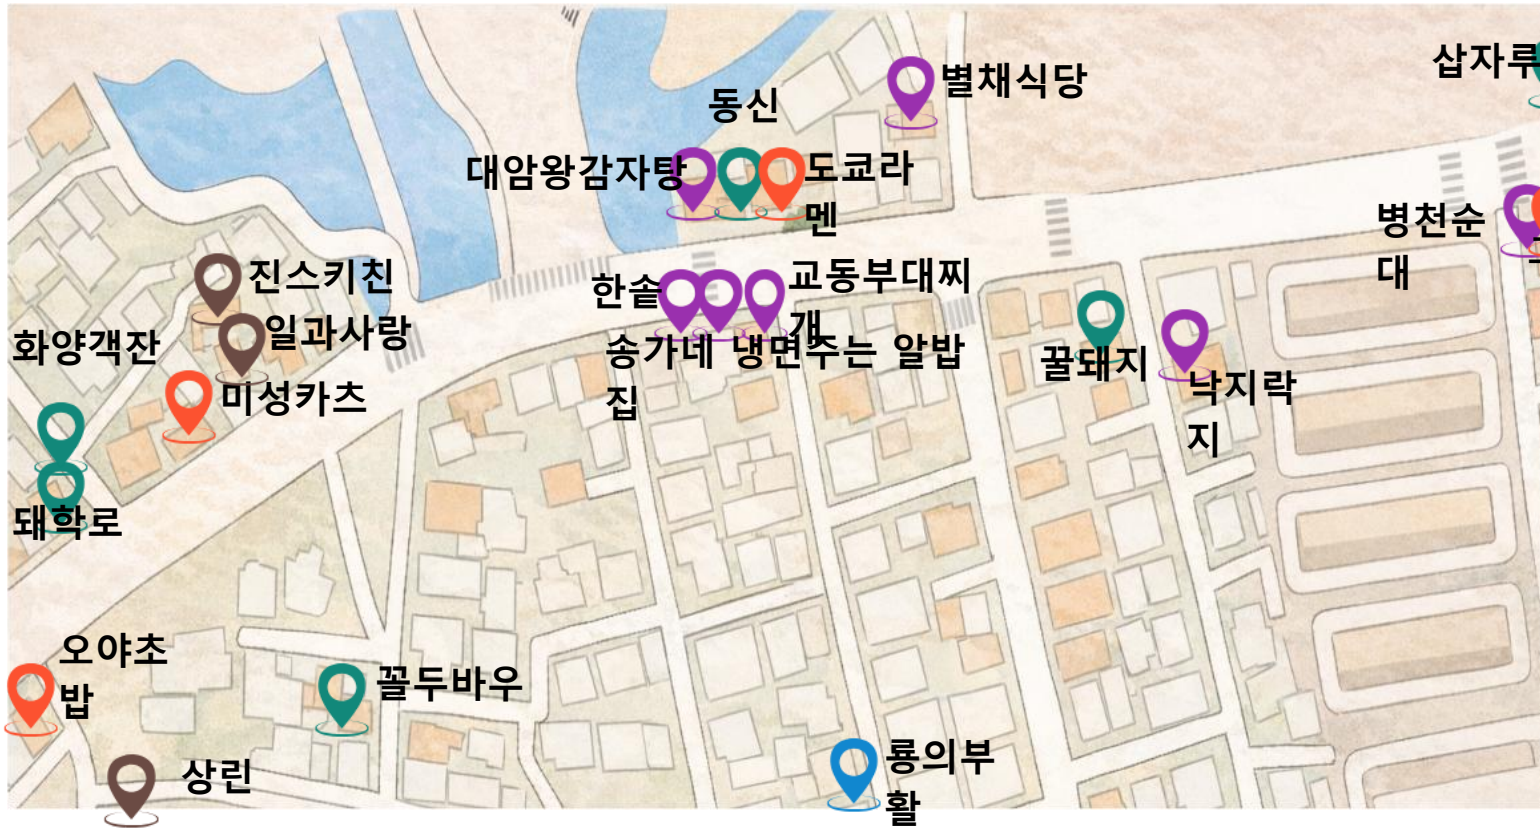 삽자루
별채식당
동신
대암왕감자탕
도쿄라
멘
병천순
대
진스키친
한솥
교동부대찌
개
일과사랑
화양객잔
송가네 냉면주는 알밥
집
꿀돼지
낙지락
지
미성카츠
돼학로
오야초
밥
꼴두바우
상린
룡의부
활